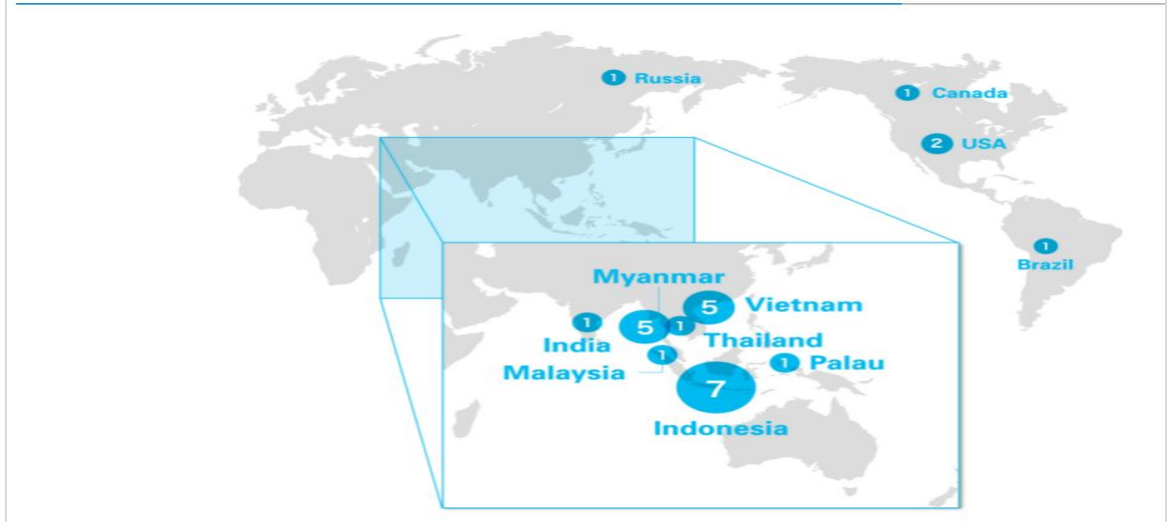 1 Russia
1 Canada
2 USA
1
Brazil
Myanmar
5 Vietnam
1 5 1
India Thailand
1 1 Palau
Malaysia
7
Indonesia